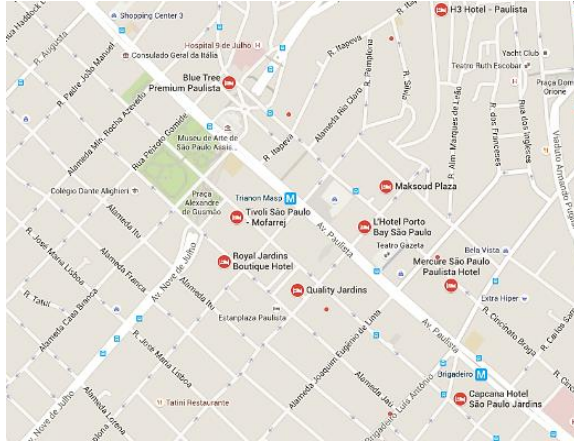 H3 Hotel - Paulista
Shopping Center 3
Hospital 9 de Julho
Consulado Geral da Itália
R. Augusta
R. Itapeva
R. Pamplona
Yacht Club
Teatro Ruth Escobar
Praça Dom
Orione
R. Padre João Manuel
Blue Tree
Premium Paulista
R. Sílvia
Alameda Rio Claro
R. Alm. Marques de Leão
R. dos Franceses
Rua dos Ingleses
Alameda Min. Rocha Azevedo
Rua Peixoto Gomide
Museu de Arte de
São Paulo Assis...
R. Itapeva
Colégio Dante Alighieri
Praça
Alexandre
de Gusmão
Trianon Masp
Maksoud Plaza
Tivoli São Paulo
- Mofarrej
Av. Paulista
L'Hotel Porto
Bay São Paulo
Teatro Gazeta
Alameda Itu
R. José Maria Lisboa
Alameda Franca
Av. Nove de Julho
Royal Jardins
Boutique Hotel
Bela Vista
Mercure São Paulo
Paulista Hotel
Quality Jardins
R. Tatuí
Alameda Casa Branca
Alameda Itu
Extra Hiper
Estanplaza Paulista
Alameda Joaquim Eugênio de Lima
Av. Paulista
R. Cincinato Braga
R. José Maria Lisboa
Brigadeiro
Alameda Jaú
Tatini Restaurante
Brigadeiro Luís Antônio
Capcana Hotel
São Paulo Jardins
Alameda Lorena
Av. Nove de Julho